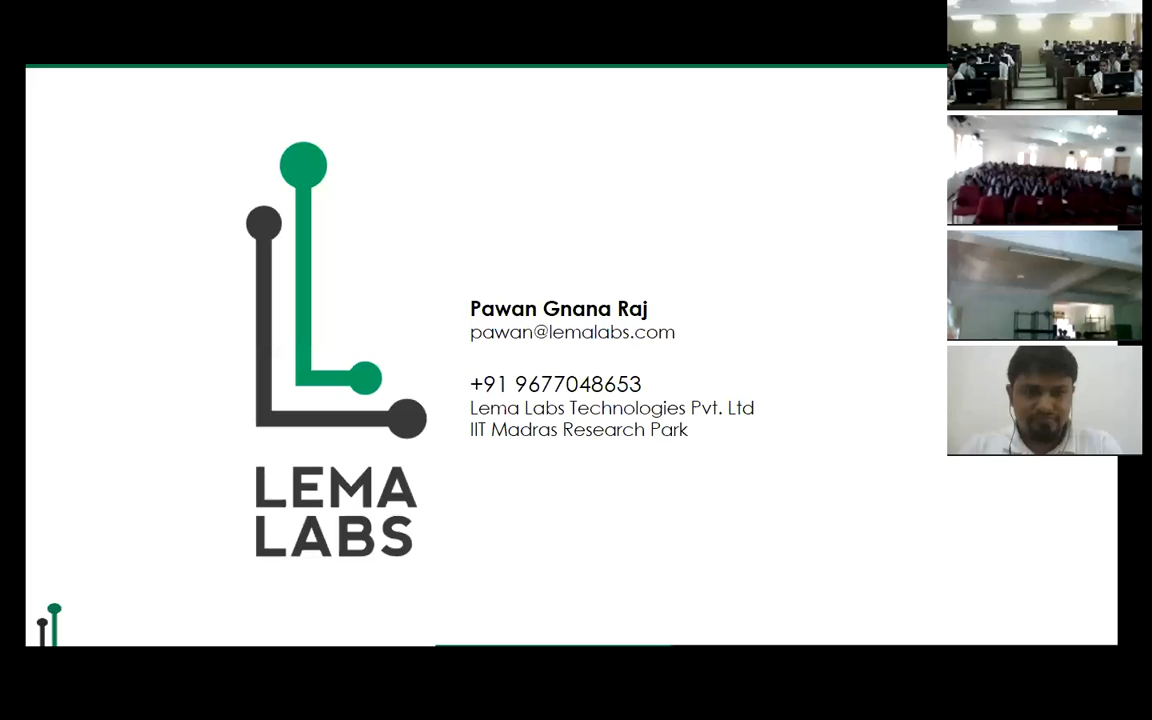 Pawan Gnana Raj
pawan@lemalabs.com
+91 9677048653
Lema Labs Technologies Pvt. Ltd
IIT Madras Research Park
LEMA
LABS